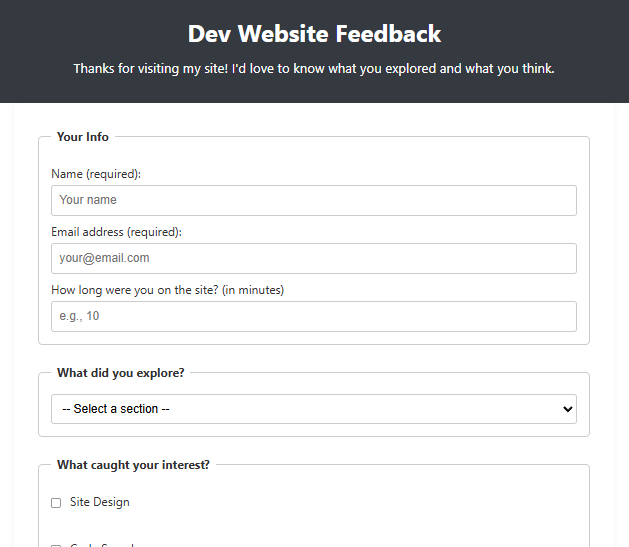 Dev Website Feedback
Thanks for visiting my site! I'd love to know what you explored and what you think.
Your Info
Name (required):
Your name
Email address (required):
your@email.com
How long were you on the site? (in minutes)
e.g., 10
What did you explore?
-- Select a section --
What caught your interest?
Site Design